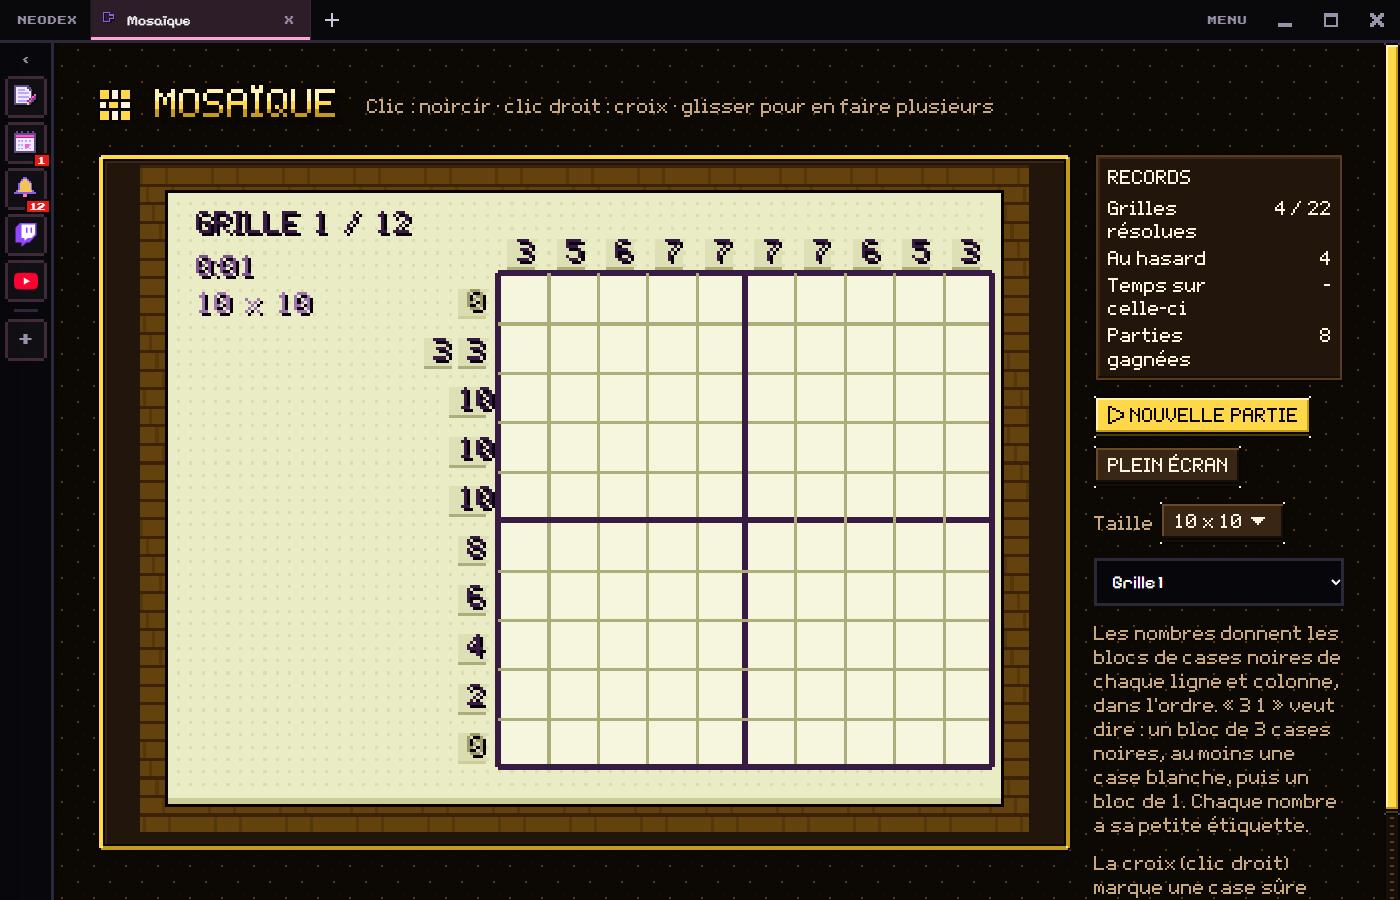 NEODEX
Mosaïque
MENU
MOSAÏQUE
Clic : noircir · clic droit : croix · glisser pour en faire plusieurs
1
12
GRILLE 1 / 12
0:01
10 × 10
3 5 6 7 7 7 7 6 5 3
0
3 3
10
10
10
8
6
4
2
0
RECORDS
Grilles résolues 4 / 22
Au hasard 4
Temps sur celle-ci -
Parties gagnées 8
NOUVELLE PARTIE
PLEIN ÉCRAN
Taille 10 x 10
Grille 1
Les nombres donnent les
blocs de cases noires de
chaque ligne et colonne,
dans l'ordre. « 3 1 » veut
dire : un bloc de 3 cases
noires, au moins une
case blanche, puis un
bloc de 1. Chaque nombre
a sa petite étiquette.
La croix (clic droit)
marque une case sûre